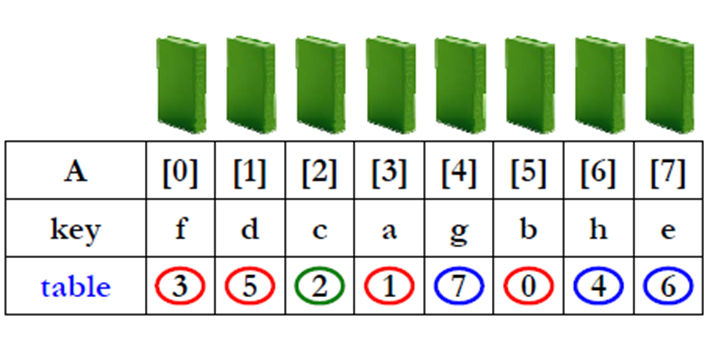 A [0] [1] [2] [3] [4] [5] [6] [7]
key f d c a g b h e
table 3 5 2 1 7 0 4 6